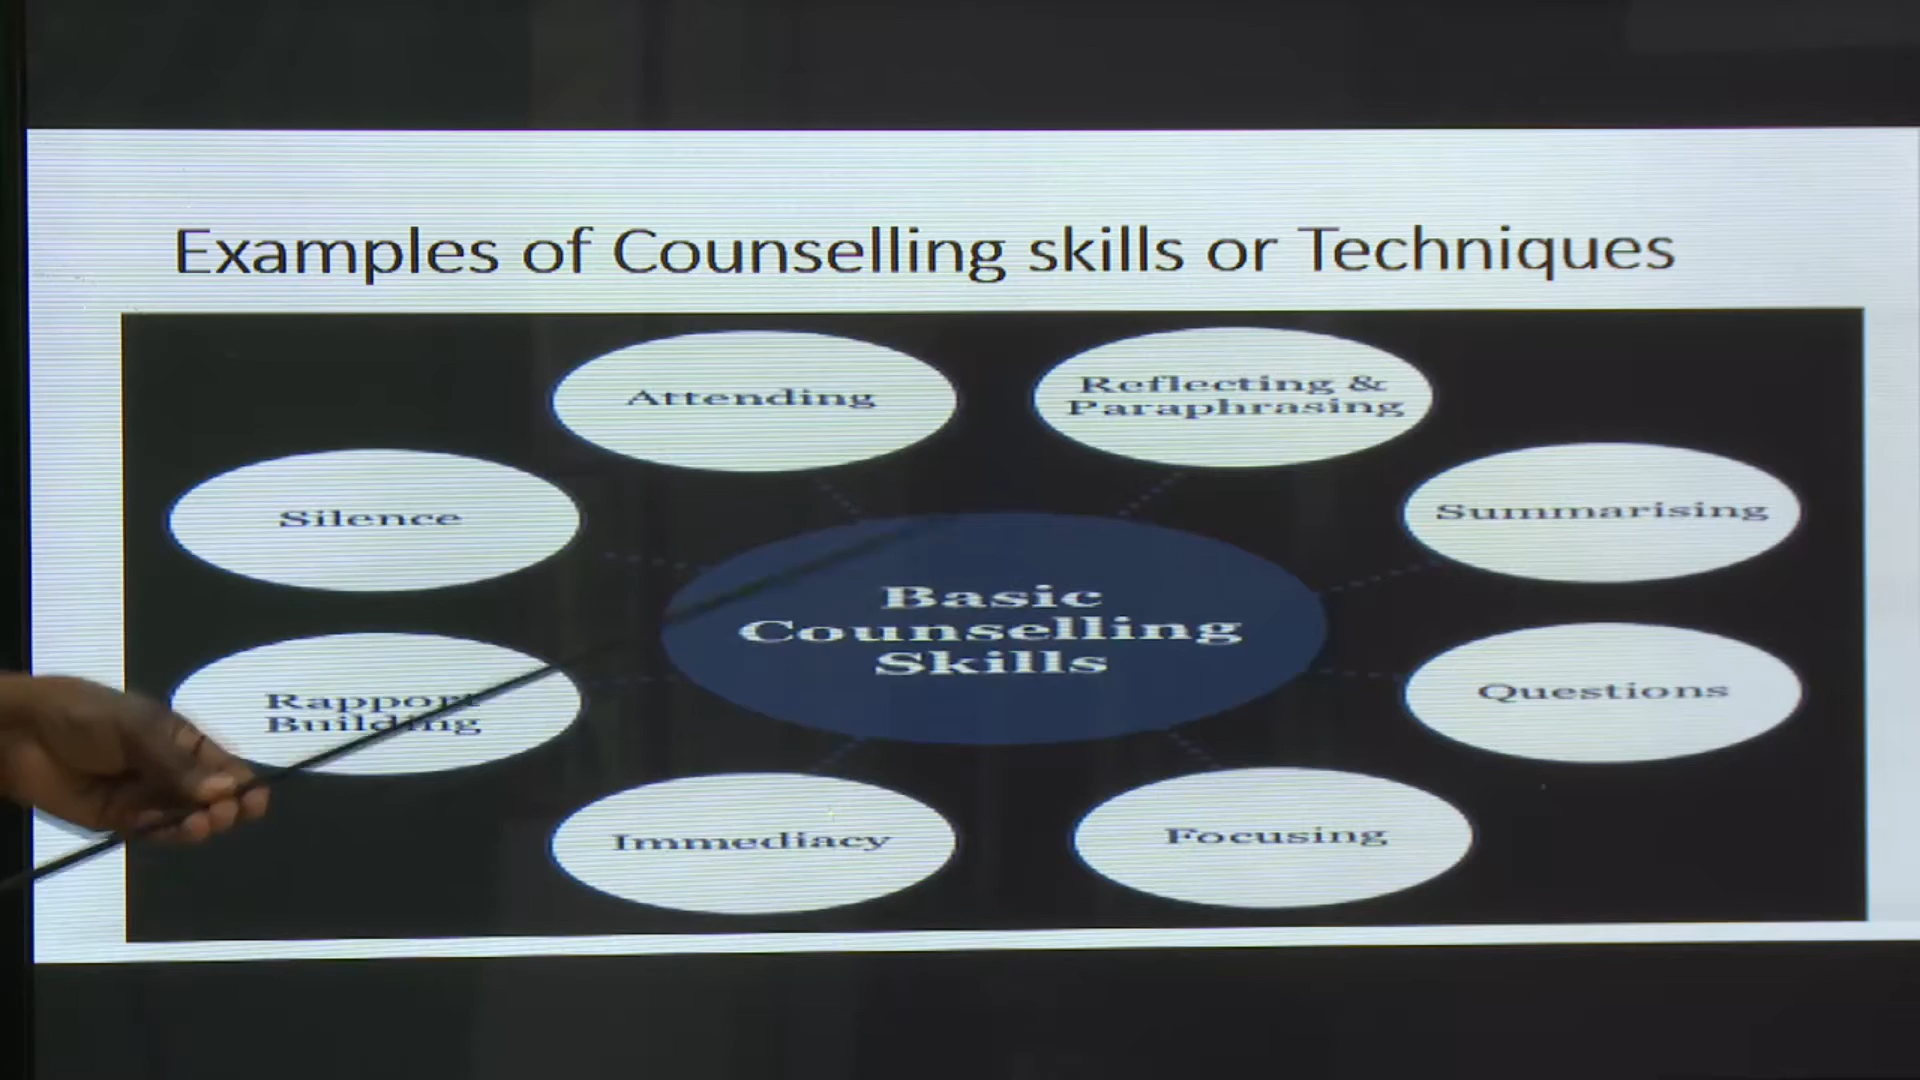 Examples of Counselling skills or Techniques
Attending
Reflecting &
Paraphrasing
Silence
Summarising
Basic
Counselling
Skills
Rapport
Building
Questions
Immediacy
Focusing